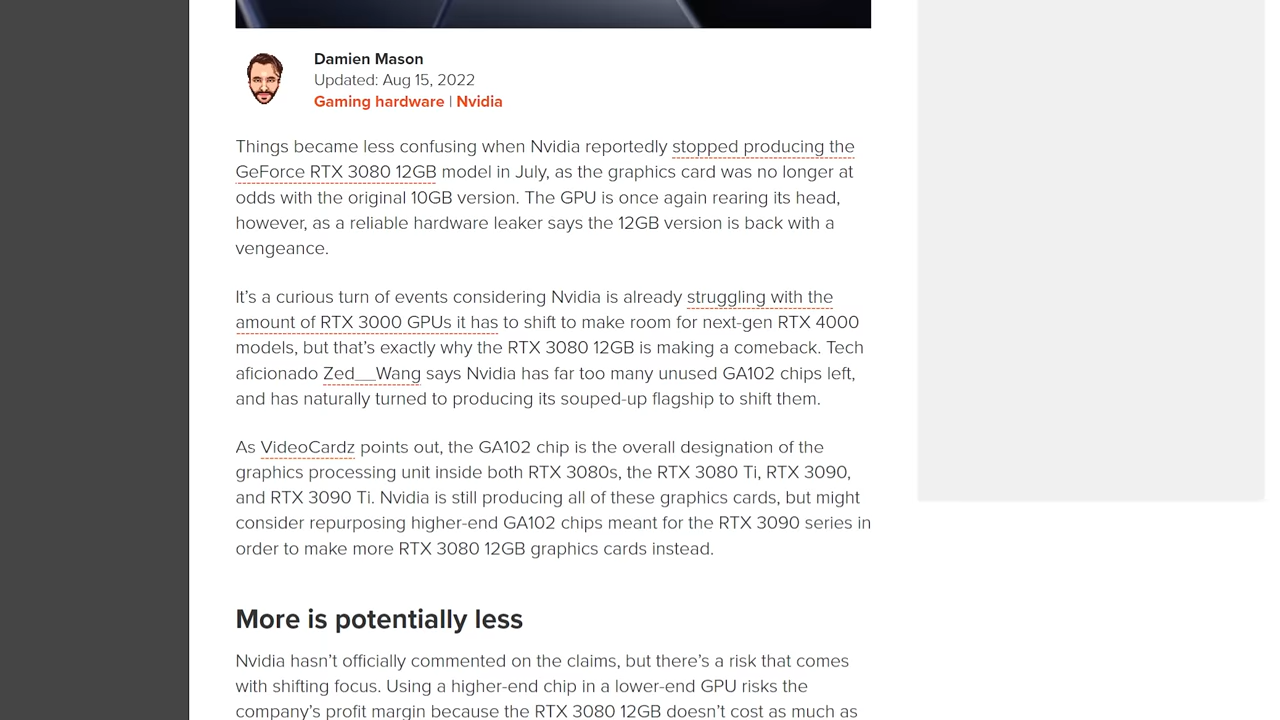 Damien Mason
Updated: Aug 15, 2022
Gaming hardware | Nvidia
Things became less confusing when Nvidia reportedly stopped producing the
GeForce RTX 3080 12GB model in July, as the graphics card was no longer at
odds with the original 10GB version. The GPU is once again rearing its head,
however, as a reliable hardware leaker says the 12GB version is back with a
vengeance.
It’s a curious turn of events considering Nvidia is already struggling with the
amount of RTX 3000 GPUs it has to shift to make room for next-gen RTX 4000
models, but that’s exactly why the RTX 3080 12GB is making a comeback. Tech
aficionado Zed__Wang says Nvidia has far too many unused GA102 chips left,
and has naturally turned to producing its souped-up flagship to shift them.
As VideoCardz points out, the GA102 chip is the overall designation of the
graphics processing unit inside both RTX 3080s, the RTX 3080 Ti, RTX 3090,
and RTX 3090 Ti. Nvidia is still producing all of these graphics cards, but might
consider repurposing higher-end GA102 chips meant for the RTX 3090 series in
order to make more RTX 3080 12GB graphics cards instead.
More is potentially less
Nvidia hasn’t officially commented on the claims, but there’s a risk that comes
with shifting focus. Using a higher-end chip in a lower-end GPU risks the
company’s profit margin because the RTX 3080 12GB doesn’t cost as much as